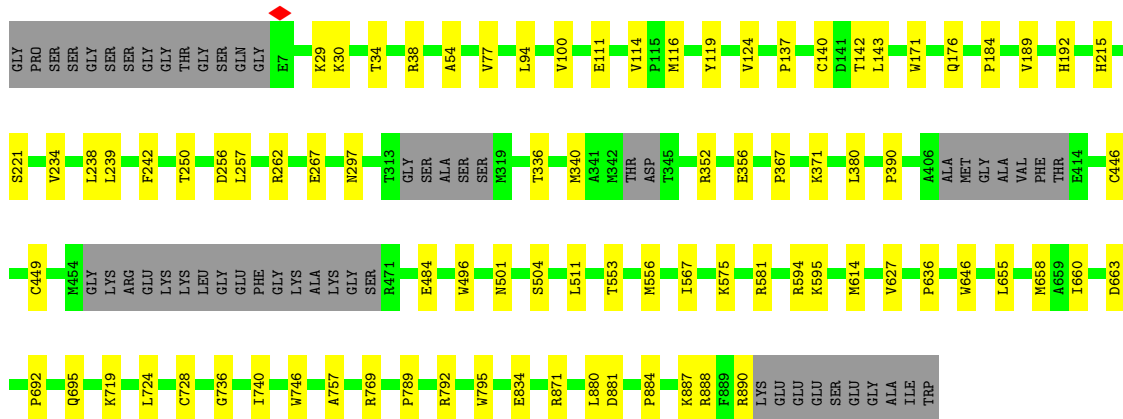 GLY PRO SER SER GLY SER SER GLY GLY THR GLY SER GLN GLY E7 K29 K30 T34 R38 A54 V77 L94 V100 E111 V114 P115 M116 Y119 V124 P137 C140 D141 T142 L143 W171 Q176 P184 V189 H192 H215
S221 V234 L238 L239 F242 T250 D256 L257 R262 E267 N297 T313 GLY SER ALA SER SER M319 T336 M340 A341 M342 THR ASP T345 R352 E356 P367 K371 L380 P390 A406 ALA MET GLY ALA VAL PHE THR E414 C446
C449 M454 GLY LYS ARG GLU LYS LYS LEU GLY GLU PHE GLY LYS ALA LYS GLY SER R471 E484 W496 N501 S504 L511 T553 M556 I567 K575 R581 R594 K595 M614 V627 P636 W646 L655 M658 A659 I660 D663
P692 Q695 K719 L724 C728 G736 I740 W746 A757 R769 P789 R792 W795 E834 R871 L880 D881 P884 K887 R888 F889 R890 LYS GLU GLU GLU SER GLU GLY ALA ILE TRP